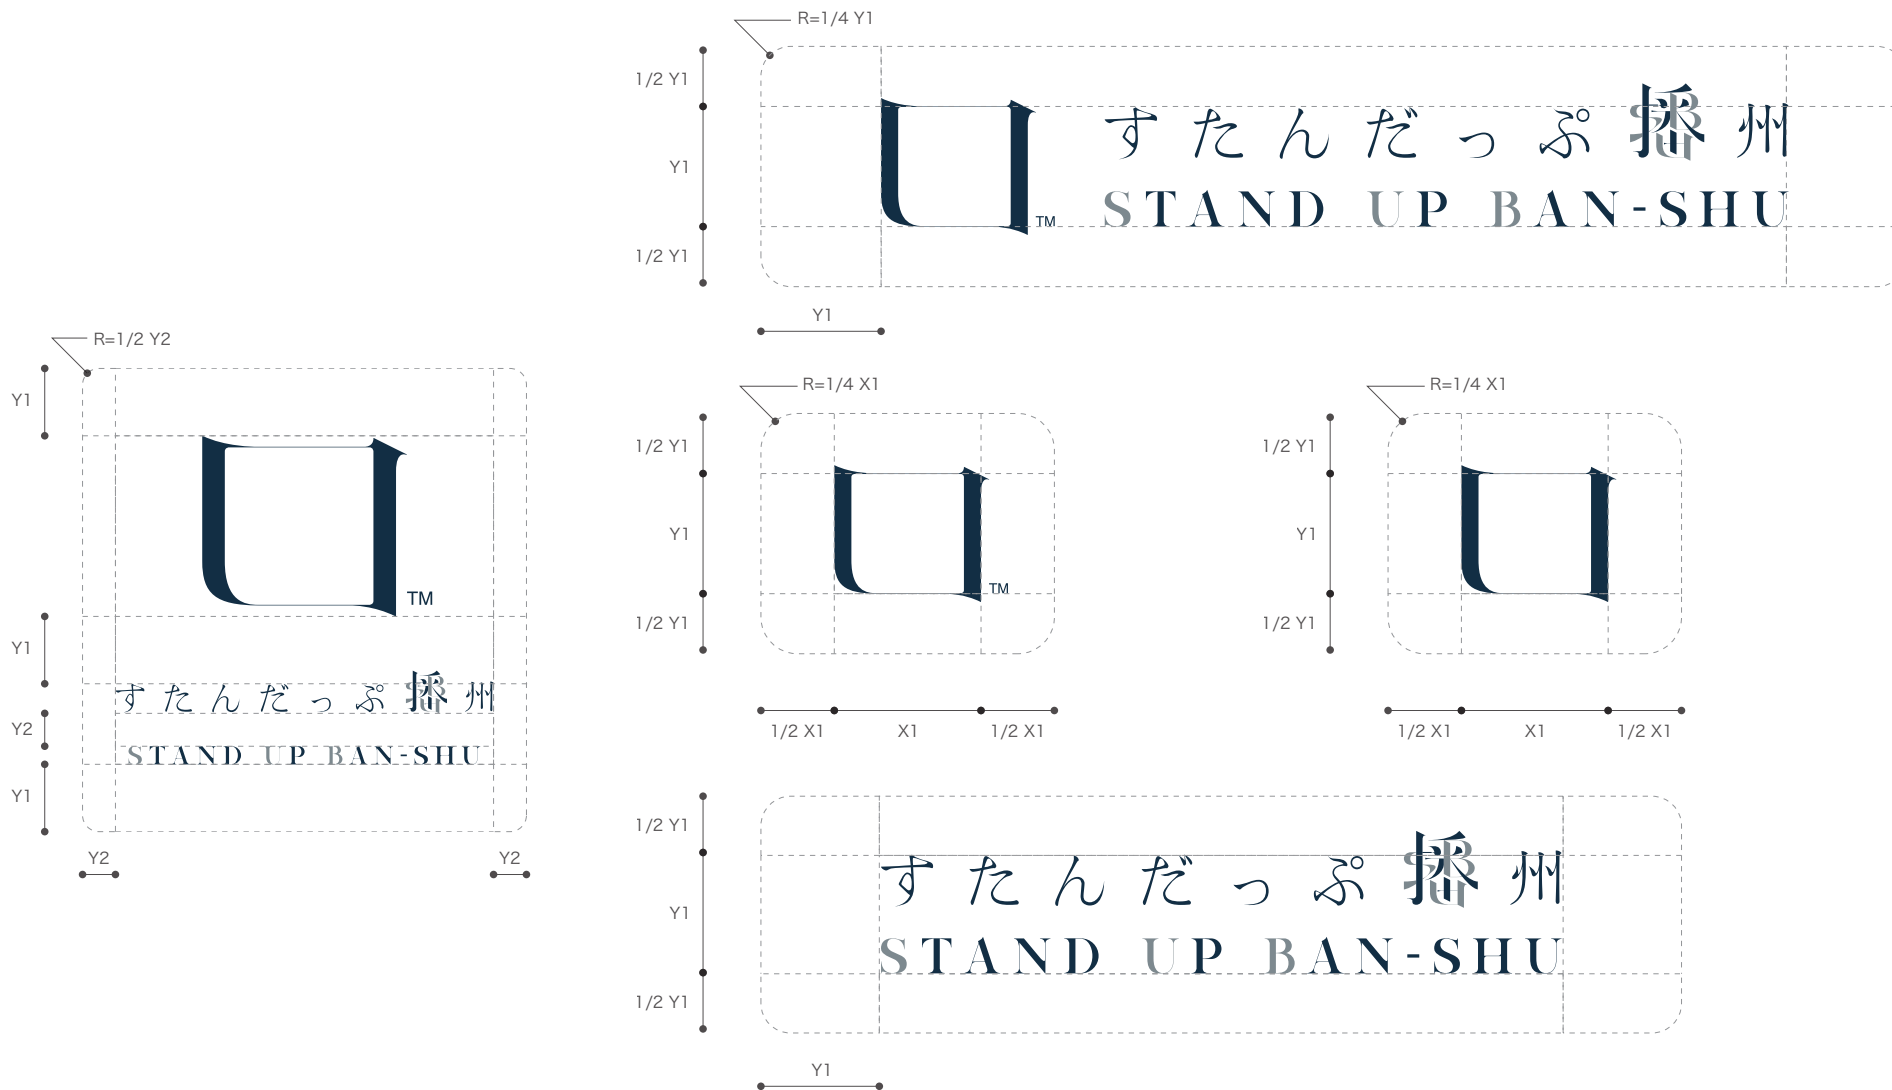 R=1/4 Y1
1/2 Y1
Y1
1/2 Y1
すたんだっぷ播州
STAND UP BAN-SHU
TM
Y1
R=1/2 Y2
Y1
TM
Y1
すたんだっぷ播州
Y2
STAND UP BAN-SHU
Y1
Y2
Y2
R=1/4 X1
1/2 Y1
Y1
TM
1/2 Y1
1/2 X1
X1
1/2 X1
R=1/4 X1
1/2 Y1
Y1
1/2 Y1
1/2 X1
X1
1/2 X1
1/2 Y1
すたんだっぷ播州
Y1
STAND UP BAN-SHU
1/2 Y1
Y1